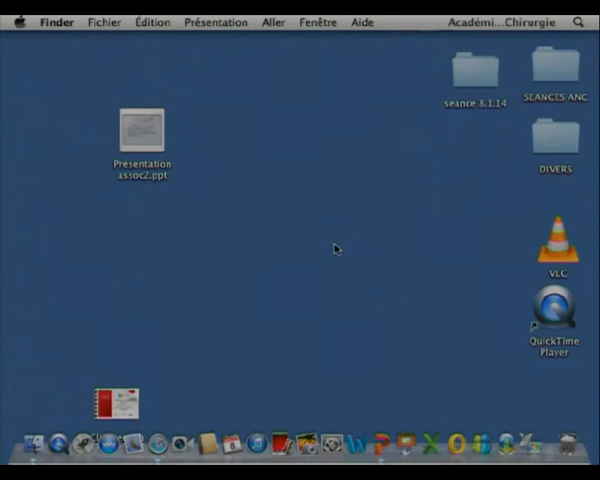 Finder Fichier Édition Présentation Aller Fenêtre Aide Académi...Chirurgie
seance 8.1.14
SEANCES ANC
Présentation
assoc2.ppt
DIVERS
VLC
QuickTime
Player